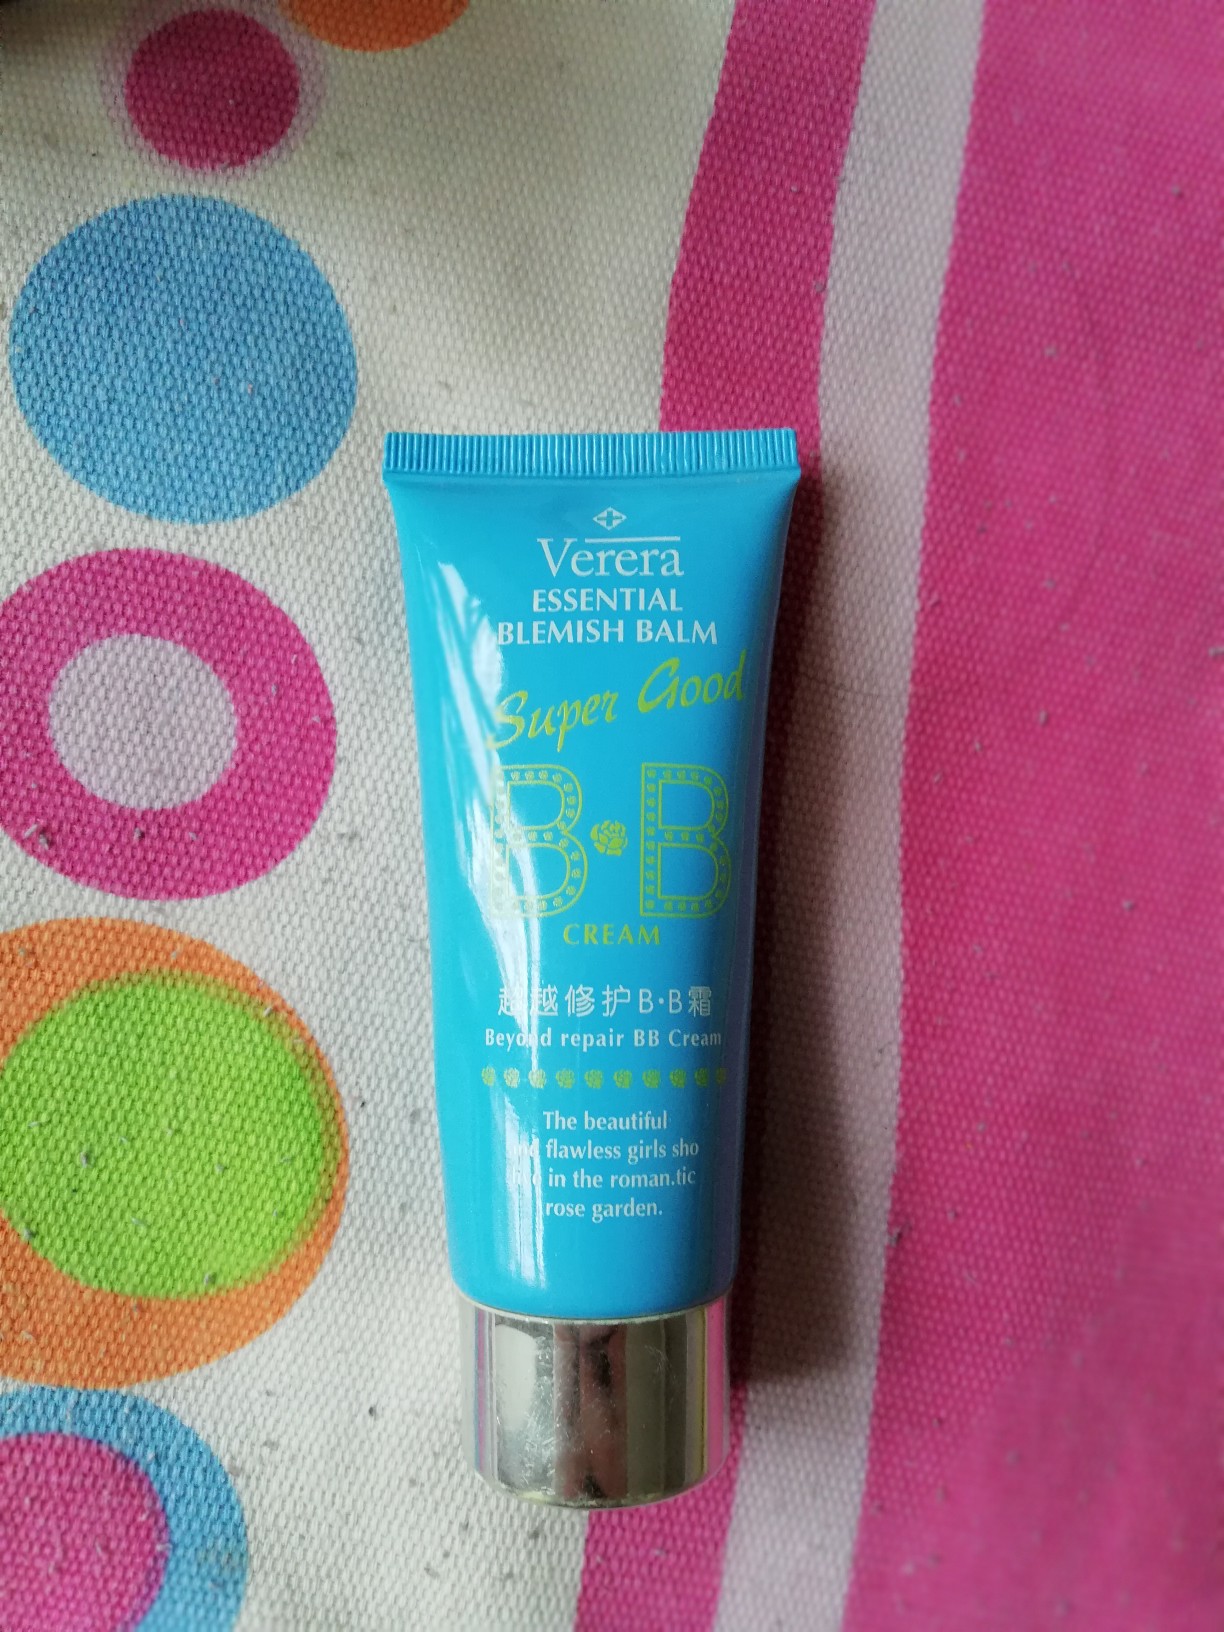 Verera
ESSENTIAL
BLEMISH BALM
Super Good
B·B
CREAM
超越修护B·B霜
Beyond repair BB Cream
The beautiful
and flawless girls sho
in the roman.tic
rose garden.